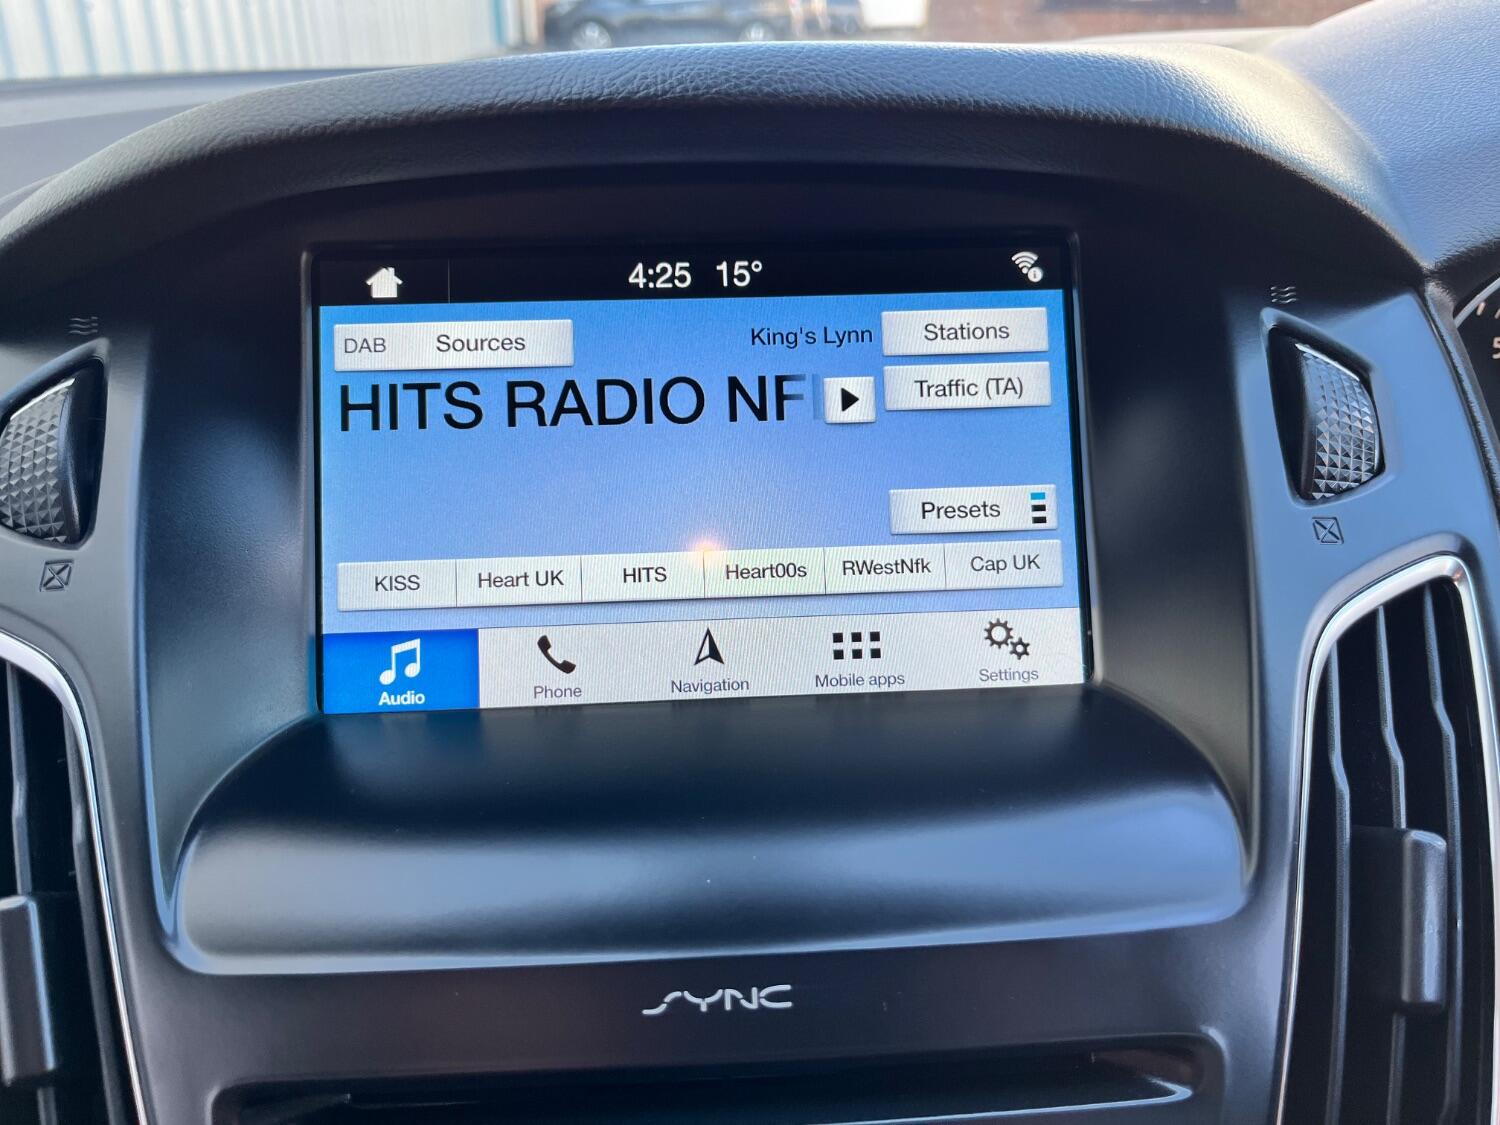 4:25 15°
DAB Sources
King's Lynn
Stations
HITS RADIO NF
Traffic (TA)
Presets
KISS
Heart UK
HITS
Heart00s
RWestNfk
Cap UK
Audio
Phone
Navigation
Mobile apps
Settings
SYNC